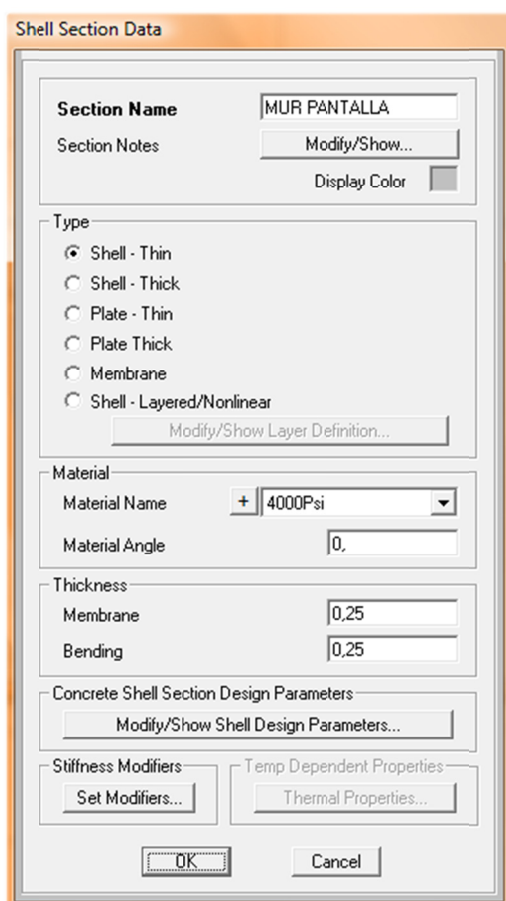 Shell Section Data
Section Name MUR PANTALLA
Section Notes Modify/Show...
Display Color
Type
Shell - Thin
Shell - Thick
Plate - Thin
Plate Thick
Membrane
Shell - Layered/Nonlinear
Modify/Show Layer Definition...
Material
Material Name + 4000Psi
Material Angle 0,
Thickness
Membrane 0,25
Bending 0,25
Concrete Shell Section Design Parameters
Modify/Show Shell Design Parameters...
Stiffness Modifiers Temp Dependent Properties
Set Modifiers... Thermal Properties...
OK Cancel